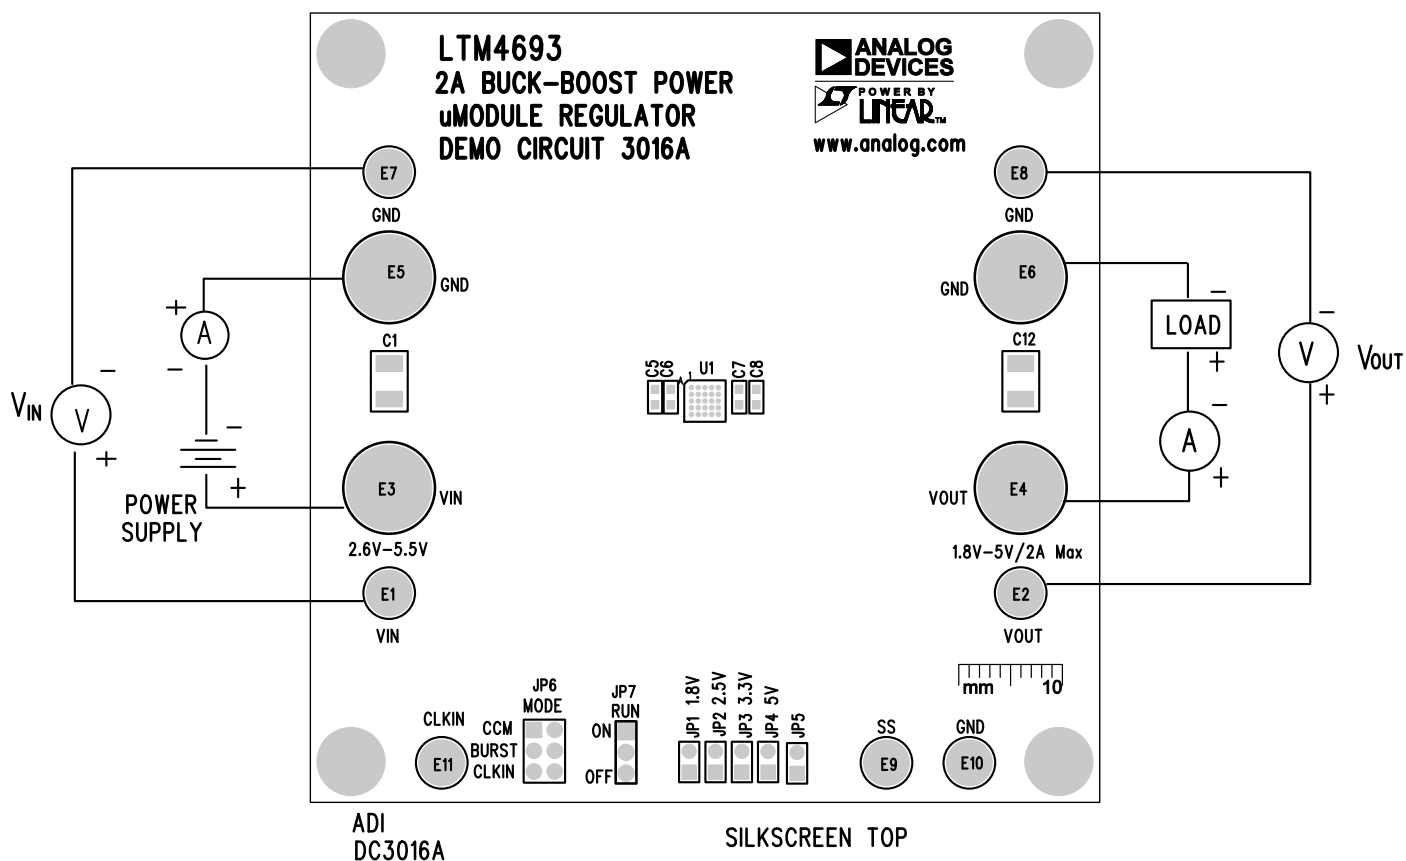 LTM4693
2A BUCK-BOOST POWER
uMODULE REGULATOR
DEMO CIRCUIT 3016A
ANALOG
DEVICES
POWER BY
LINEAR™
www.analog.com
E7
GND
E8
GND
E5
GND
E6
GND
+
A
-
-
+
POWER
SUPPLY
VIN
-
V
+
C1
C5
C6
A
1
U1
C7
C8
C12
-
LOAD
+
-
A
+
-
V
+
VOUT
E3
VIN
2.6V-5.5V
E4
VOUT
1.8V-5V/2A Max
E1
VIN
E2
VOUT
mm 10
CLKIN
E11
JP6
MODE
CCM
BURST
CLKIN
JP7
RUN
ON
OFF
JP1 1.8V
JP2 2.5V
JP3 3.3V
JP4 5V
JP5
SS
E9
GND
E10
ADI
DC3016A
SILKSCREEN TOP